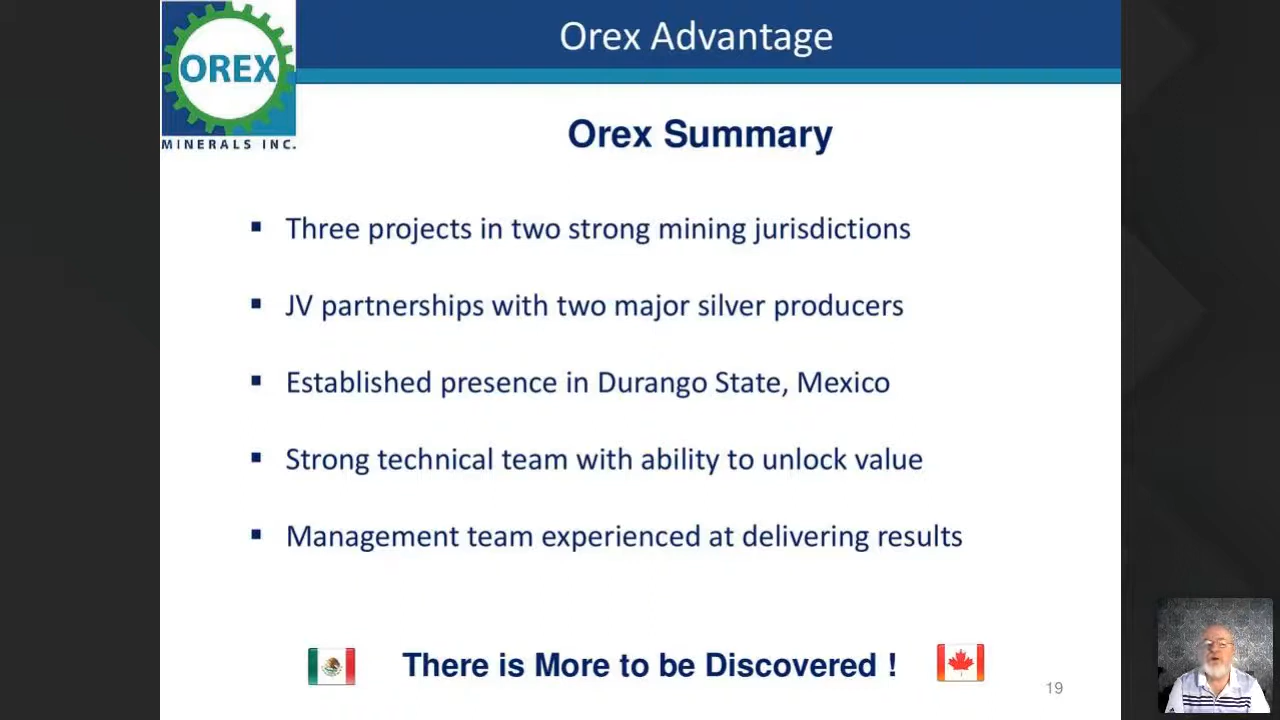 Orex Advantage
OREX
MINERALS INC.
Orex Summary
▪ Three projects in two strong mining jurisdictions
▪ JV partnerships with two major silver producers
▪ Established presence in Durango State, Mexico
▪ Strong technical team with ability to unlock value
▪ Management team experienced at delivering results
There is More to be Discovered !
19